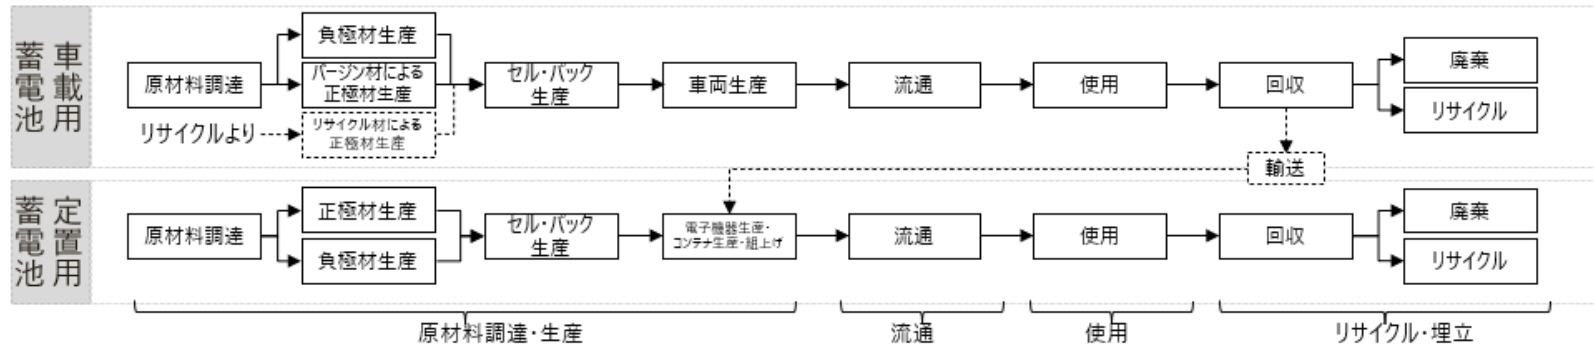 車載用
蓄電池
負極材生産
原材料調達
バージン材による
正極材生産
セル・パック
生産
車両生産
流通
使用
回収
廃棄
リサイクル
リサイクルより
リサイクル材による
正極材生産
輸送
定置用
蓄電池
原材料調達
正極材生産
負極材生産
セル・パック
生産
電子機器生産・
コンテナ生産・組上げ
流通
使用
回収
廃棄
リサイクル
原材料調達・生産
流通
使用
リサイクル・埋立